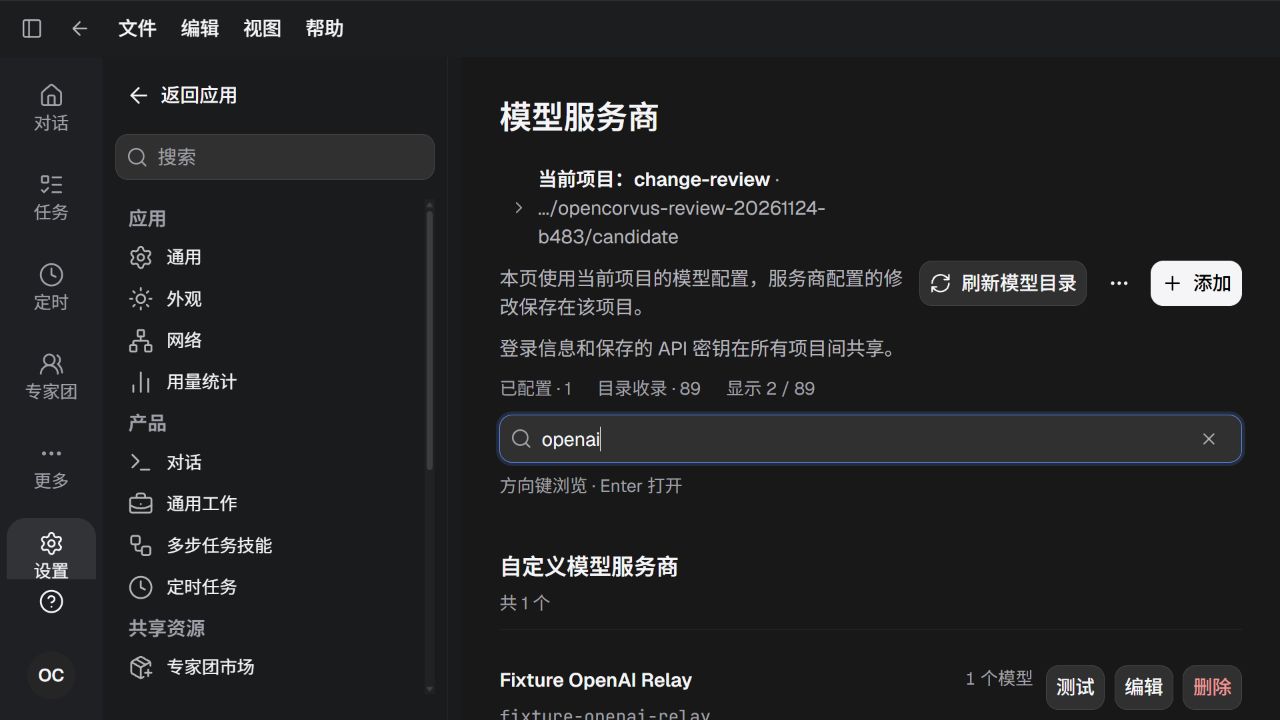 文件 编辑 视图 帮助
对话
任务
定时
专家团
更多
设置
OC
返回应用
搜索
应用
通用
外观
网络
用量统计
产品
对话
通用工作
多步任务技能
定时任务
共享资源
专家团市场
模型服务商
当前项目：change-review ·
.../opencorvus-review-20261124-
b483/candidate
本页使用当前项目的模型配置，服务商配置的修
改保存在该项目。
刷新模型目录
添加
登录信息和保存的 API 密钥在所有项目间共享。
已配置 · 1 目录收录 · 89 显示 2 / 89
openai
方向键浏览 · Enter 打开
自定义模型服务商
共 1 个
Fixture OpenAI Relay
1 个模型 测试 编辑 删除
fixture-openai-relay